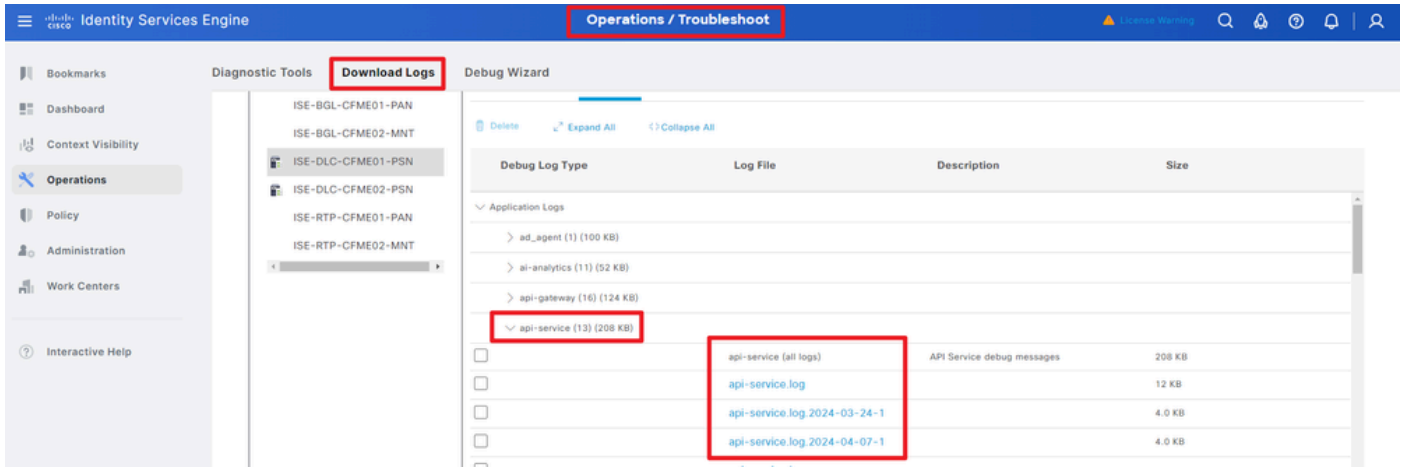 cisco Identity Services Engine
Operations / Troubleshoot
License Warning
Bookmarks
Dashboard
Context Visibility
Operations
Policy
Administration
Work Centers
Interactive Help
Diagnostic Tools Download Logs Debug Wizard
ISE-BGL-CFME01-PAN
ISE-BGL-CFME02-MNT
ISE-DLC-CFME01-PSN
ISE-DLC-CFME02-PSN
ISE-RTP-CFME01-PAN
ISE-RTP-CFME02-MNT
Delete Expand All Collapse All
Debug Log Type Log File Description Size
Application Logs
ad_agent (1) (100 KB)
ai-analytics (11) (52 KB)
api-gateway (16) (124 KB)
api-service (13) (208 KB)
api-service (all logs) API Service debug messages 208 KB
api-service.log 12 KB
api-service.log.2024-03-24-1 4.0 KB
api-service.log.2024-04-07-1 4.0 KB